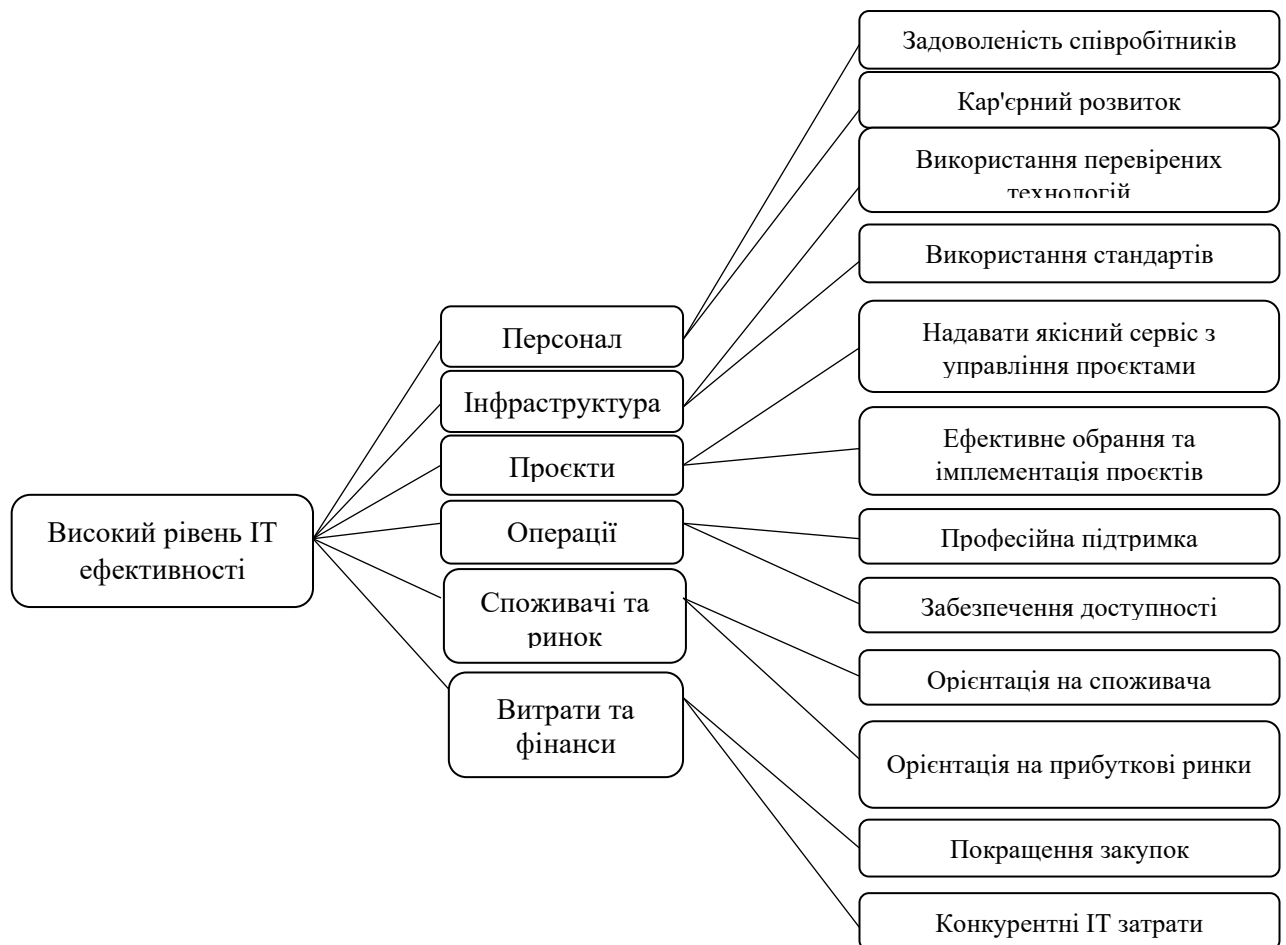 Високий рівень ІТ
ефективності
Персонал
Інфраструктура
Проєкти
Операції
Споживачі та
ринок
Витрати та
фінанси
Задоволеність співробітників
Кар'єрний розвиток
Використання перевірених
технологій
Використання стандартів
Надавати якісний сервіс з
управління проєктами
Ефективне обрання та
імплементація проєктів
Професійна підтримка
Забезпечення доступності
Орієнтація на споживача
Орієнтація на прибуткові ринки
Покращення закупок
Конкурентні ІТ затрати